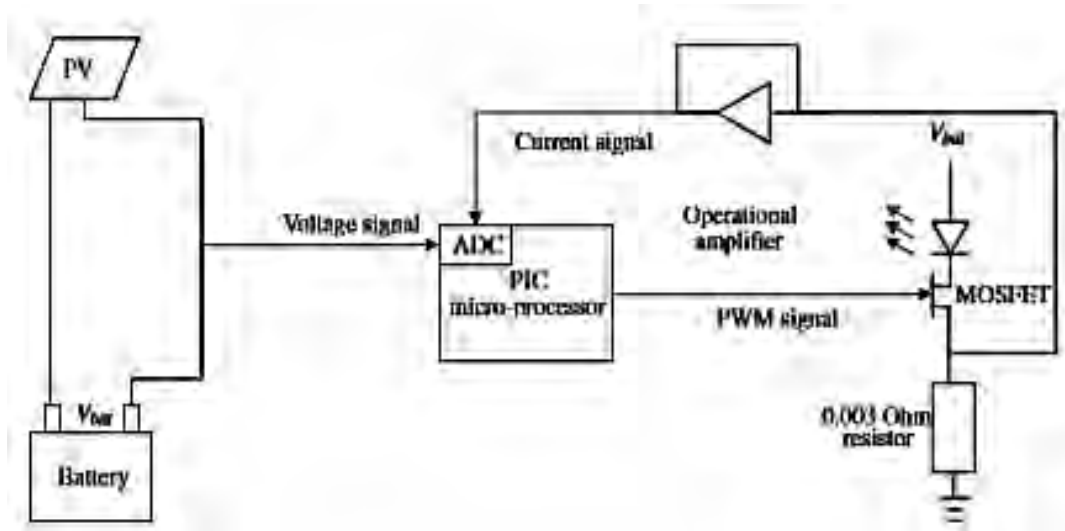 PV
Current signal
V_bat
Voltage signal
ADC
Operational
amplifier
PIC
micro-processor
MOSFET
PWM signal
V_bat
0.003 Ohm
resistor
Battery